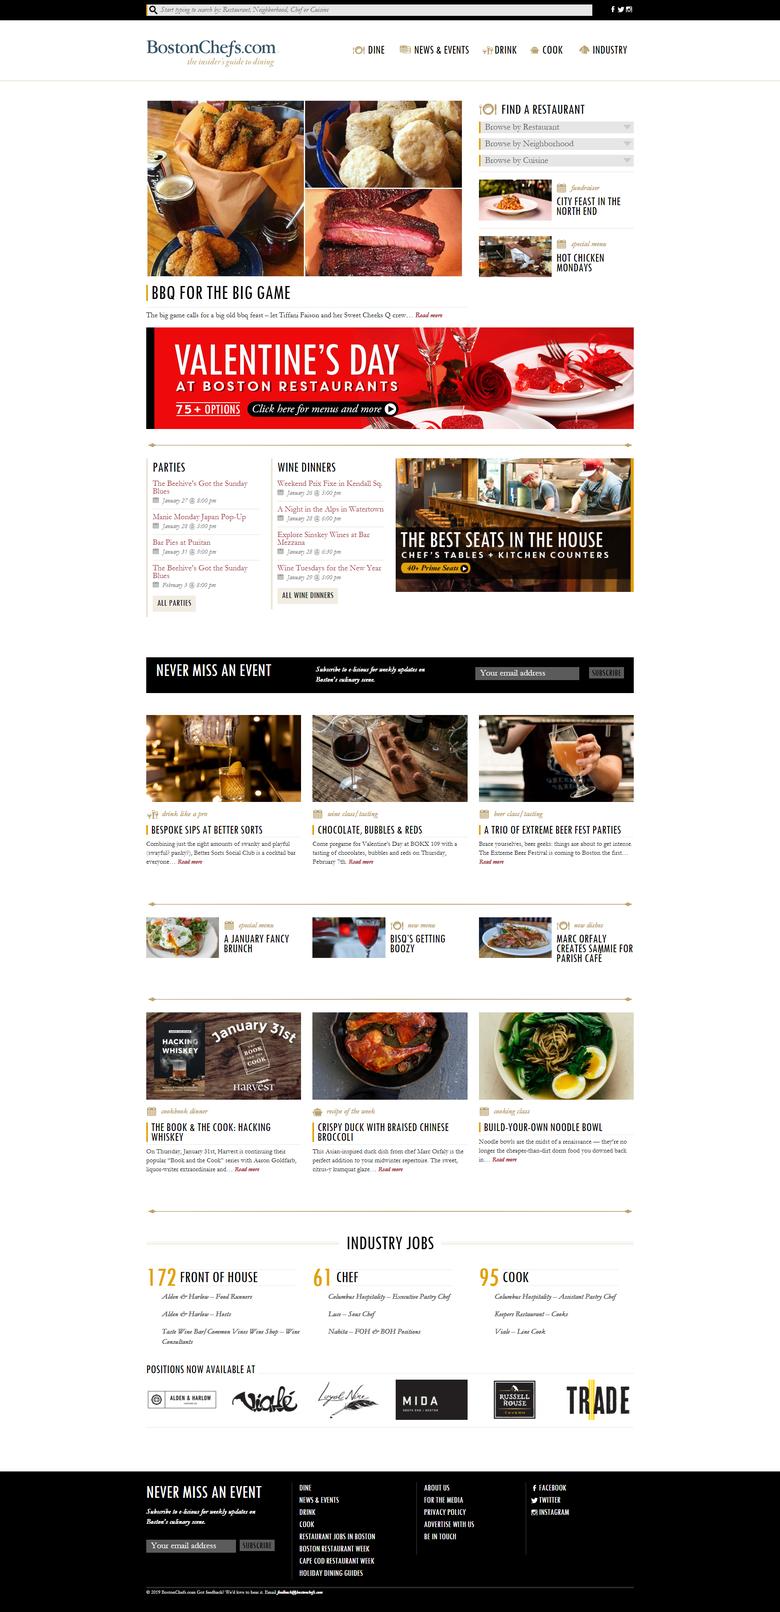 Start typing to search by: Restaurant, Neighborhood, Chef or Cuisine
BostonChefs.com
the insider's guide to dining
DINE
NEWS & EVENTS
DRINK
COOK
INDUSTRY
FIND A RESTAURANT
Browse by Restaurant
Browse by Neighborhood
Browse by Cuisine
fundraiser
CITY FEAST IN THE
NORTH END
special menu
HOT CHICKEN
MONDAYS
BBQ FOR THE BIG GAME
The big game calls for a big old bbq feast – let Tiffani Faison and her Sweet Cheeks Q crew… Read more
VALENTINE'S DAY
AT BOSTON RESTAURANTS
75+ OPTIONS Click here for menus and more
PARTIES
The Beehive's Got the Sunday
Blues
January 27 @ 8:00 pm
Manic Monday Japan Pop-Up
January 28 @ 5:00 pm
Bar Pies at Puritan
January 31 @ 9:00 pm
The Beehive's Got the Sunday
Blues
February 3 @ 8:00 pm
ALL PARTIES
WINE DINNERS
Weekend Prix Fixe in Kendall Sq.
January 26 @ 5:00 pm
A Night in the Alps in Watertown
January 28 @ 6:00 pm
Explore Sinskey Wines at Bar
Mezzana
January 28 @ 6:30 pm
Wine Tuesdays for the New Year
January 29 @ 5:00 pm
ALL WINE DINNERS
THE BEST SEATS IN THE HOUSE
CHEF'S TABLES + KITCHEN COUNTERS
40+ Prime Seats
NEVER MISS AN EVENT
Subscribe to e-licious for weekly updates on
Boston's culinary scene.
Your email address
SUBSCRIBE
drink like a pro
BESPOKE SIPS AT BETTER SORTS
Combining just the right amounts of swanky and playful
(swayful? panky?), Better Sorts Social Club is a cocktail bar
everyone… Read more
wine class/tasting
CHOCOLATE, BUBBLES & REDS
Come pregame for Valentine's Day at BOKX 109 with a
tasting of chocolates, bubbles and reds on Thursday,
February 7th. Read more
beer class/tasting
A TRIO OF EXTREME BEER FEST PARTIES
Brace yourselves, beer geeks: things are about to get intense.
The Extreme Beer Festival is coming to Boston the first…
Read more
special menu
A JANUARY FANCY
BRUNCH
new menu
BISQ'S GETTING
BOOZY
new dishes
MARC ORFALY
CREATES SAMMIE FOR
PARISH CAFÉ
HACKING
WHISKEY
January 31st
THE
BOOK
AND THE
COOK
HARVEST
cookbook dinner
THE BOOK & THE COOK: HACKING
WHISKEY
On Thursday, January 31st, Harvest is continuing their
popular "Book and the Cook" series with Aaron Goldfarb,
liquor-writer extraordinaire and… Read more
recipe of the week
CRISPY DUCK WITH BRAISED CHINESE
BROCCOLI
This Asian-inspired duck dish from chef Marc Orfaly is the
perfect addition to your midwinter repertoire. The sweet,
citrus-y kumquat glaze… Read more
cooking class
BUILD-YOUR-OWN NOODLE BOWL
Noodle bowls are the midst of a renaissance — they're no
longer the cheaper-than-dirt dorm food you downed back
in… Read more
INDUSTRY JOBS
172 FRONT OF HOUSE
Alden & Harlow – Food Runners
Alden & Harlow – Hosts
Taste Wine Bar/Common Vines Wine Shop – Wine
Consultants
61 CHEF
Columbus Hospitality – Executive Pastry Chef
Luce – Sous Chef
Nahita – FOH & BOH Positions
95 COOK
Columbus Hospitality – Assistant Pastry Chef
Keepers Restaurant – Cooks
Viale – Line Cook
POSITIONS NOW AVAILABLE AT
ALDEN & HARLOW
Vialé
Loyal Nine
MIDA
RUSSELL
HOUSE
TAVERN
TRADE
NEVER MISS AN EVENT
Subscribe to e-licious for weekly updates on
Boston's culinary scene.
Your email address
SUBSCRIBE
DINE
NEWS & EVENTS
DRINK
COOK
RESTAURANT JOBS IN BOSTON
BOSTON RESTAURANT WEEK
CAPE COD RESTAURANT WEEK
HOLIDAY DINING GUIDES
ABOUT US
FOR THE MEDIA
PRIVACY POLICY
ADVERTISE WITH US
BE IN TOUCH
FACEBOOK
TWITTER
INSTAGRAM
© 2019 BostonChefs.com Got feedback? We'd love to hear it. Email feedback@bostonchefs.com